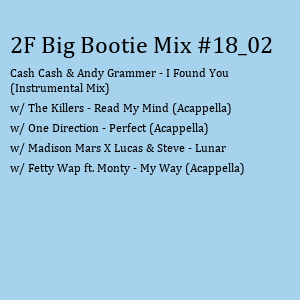 2F Big Bootie Mix #18_02
Cash Cash & Andy Grammer - I Found You
(Instrumental Mix)
w/ The Killers - Read My Mind (Acappella)
w/ One Direction - Perfect (Acappella)
w/ Madison Mars X Lucas & Steve - Lunar
w/ Fetty Wap ft. Monty - My Way (Acappella)